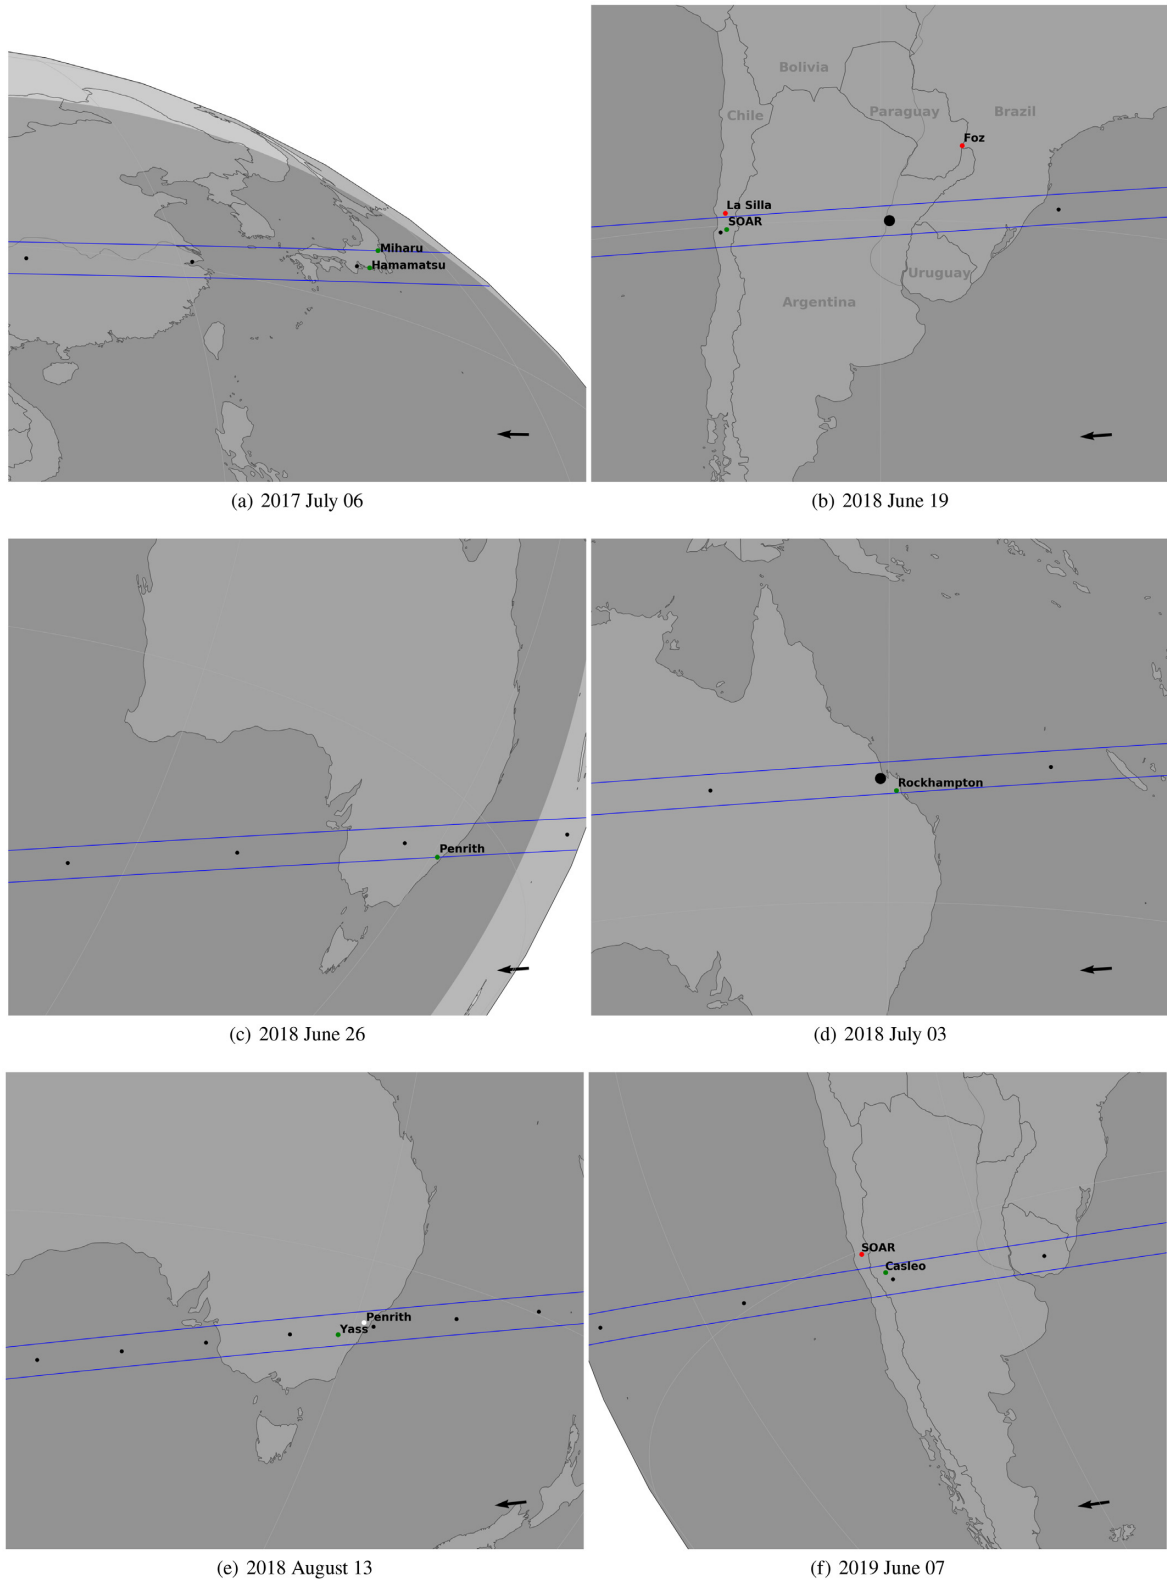 Miharu
Hamamatsu
(a) 2017 July 06
Bolivia
Chile
Paraguay
Brazil
Foz
La Silla
SOAR
Uruguay
Argentina
(b) 2018 June 19
Penrith
(c) 2018 June 26
Rockhampton
(d) 2018 July 03
Penrith
Yass
(e) 2018 August 13
SOAR
Casleo
(f) 2019 June 07